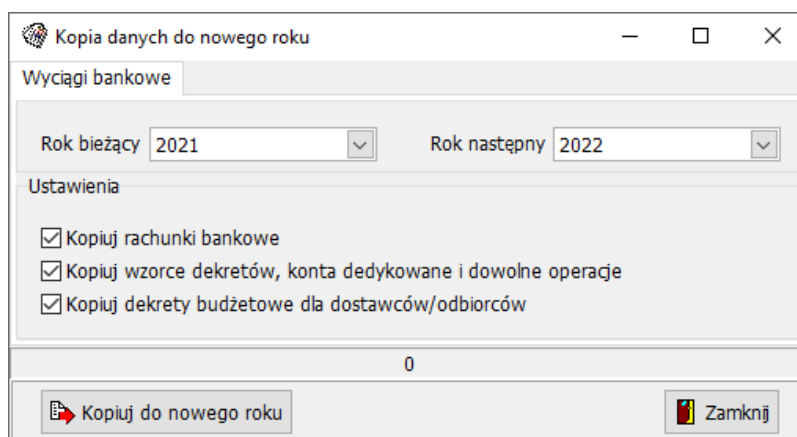 Kopia danych do nowego roku
Wyciągi bankowe
Rok bieżący 2021 Rok następny 2022
Ustawienia
Kopiuj rachunki bankowe
Kopiuj wzorce dekretów, konta dedykowane i dowolne operacje
Kopiuj dekrety budżetowe dla dostawców/odbiorców
0
Kopiuj do nowego roku Zamknij